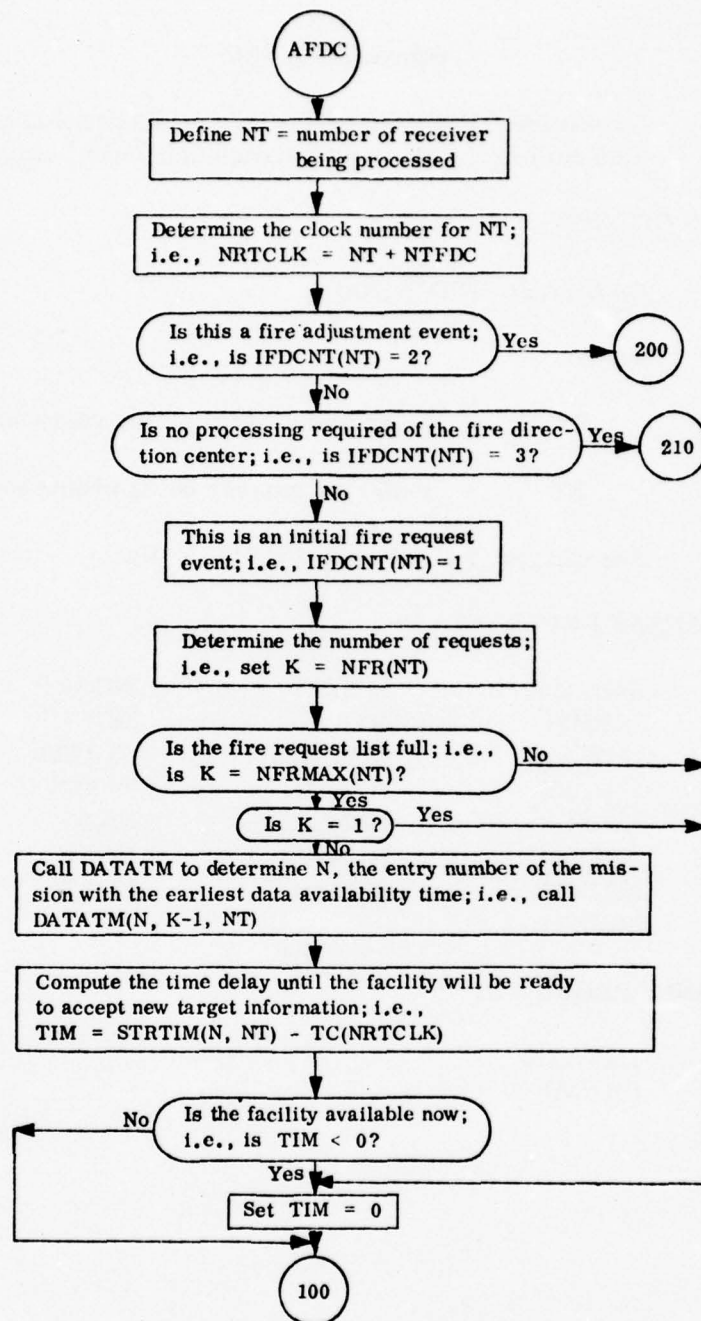 AFDC
Define NT = number of receiver
being processed
Determine the clock number for NT;
i.e., NRTCLK = NT + NTFDC
Is this a fire adjustment event;
i.e., is IFDCNT(NT) = 2?
Yes
200
No
Is no processing required of the fire direc-
tion center; i.e., is IFDCNT(NT) = 3?
Yes
210
No
This is an initial fire request
event; i.e., IFDCNT(NT) = 1
Determine the number of requests;
i.e., set K = NFR(NT)
Is the fire request list full; i.e.,
is K = NFRMAX(NT)?
No
Yes
Is K = 1?
Yes
No
Call DATATM to determine N, the entry number of the mis-
sion with the earliest data availability time; i.e., call
DATATM(N, K-1, NT)
Compute the time delay until the facility will be ready
to accept new target information; i.e.,
TIM = STRTIM(N, NT) - TC(NRTCLK)
Is the facility available now;
i.e., is TIM < 0?
No
Yes
Set TIM = 0
100